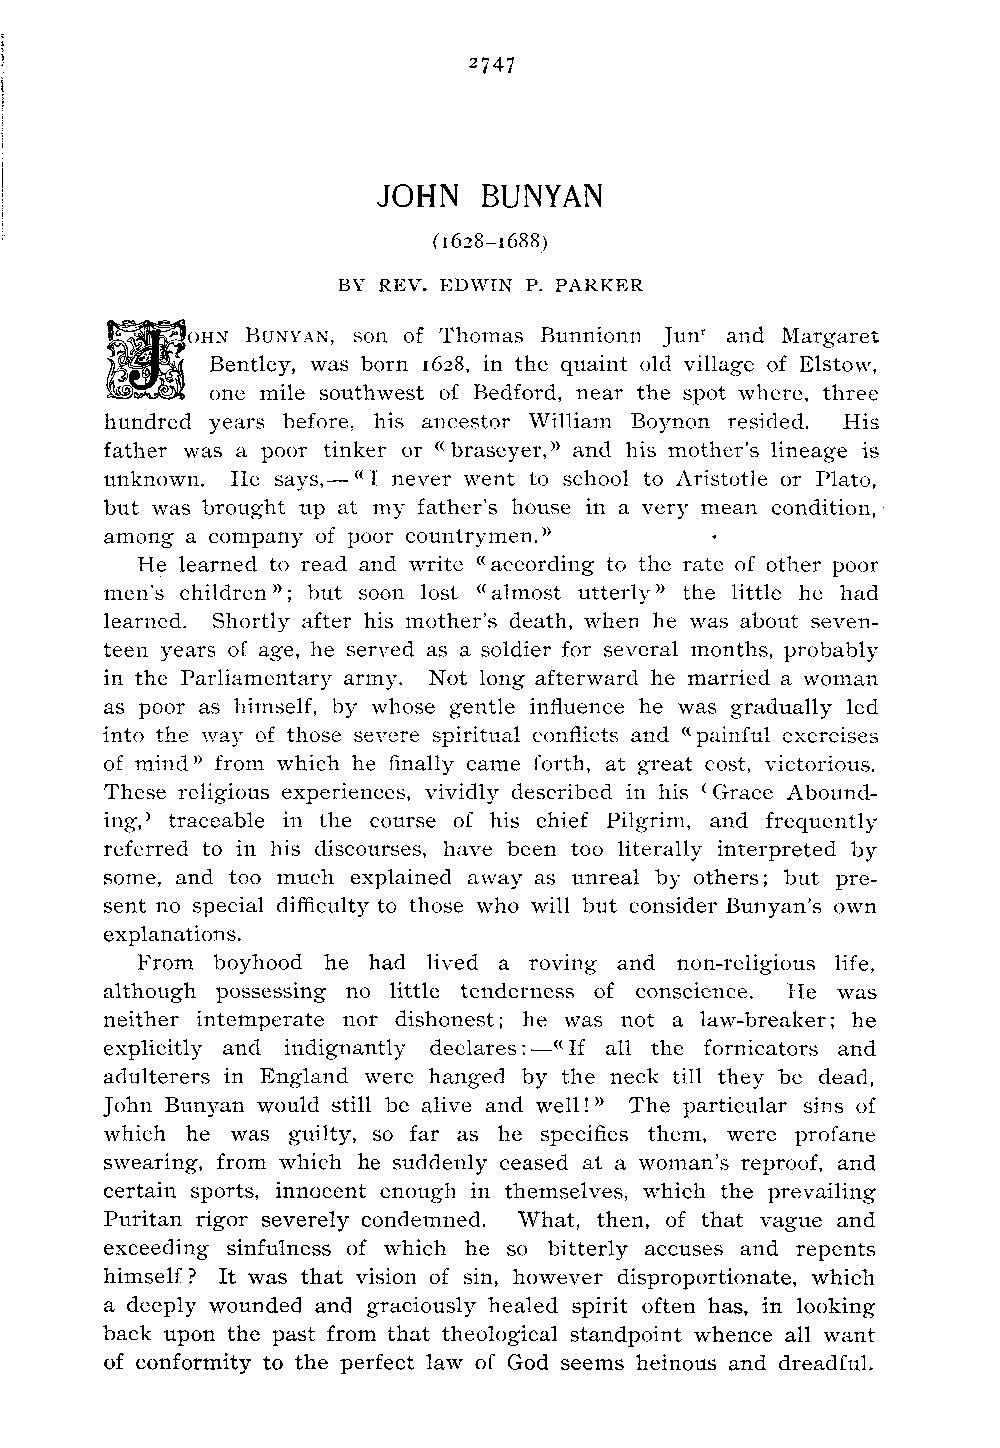 2747
JOHN BUNYAN
(1628–1688)
BY REV. EDWIN P. PARKER
JOHN BUNYAN, son of Thomas Bunnionn Junʳ and Margaret
Bentley, was born 1628, in the quaint old village of Elstow,
one mile southwest of Bedford, near the spot where, three
hundred years before, his ancestor William Boynon resided. His
father was a poor tinker or «braseyer,» and his mother's lineage is
unknown. He says,— «I never went to school to Aristotle or Plato,
but was brought up at my father's house in a very mean condition,
among a company of poor countrymen.»
He learned to read and write «according to the rate of other poor
men's children»; but soon lost «almost utterly» the little he had
learned. Shortly after his mother's death, when he was about seven-
teen years of age, he served as a soldier for several months, probably
in the Parliamentary army. Not long afterward he married a woman
as poor as himself, by whose gentle influence he was gradually led
into the way of those severe spiritual conflicts and «painful exercises
of mind» from which he finally came forth, at great cost, victorious.
These religious experiences, vividly described in his ‹Grace Abound-
ing,› traceable in the course of his chief Pilgrim, and frequently
referred to in his discourses, have been too literally interpreted by
some, and too much explained away as unreal by others; but pre-
sent no special difficulty to those who will but consider Bunyan's own
explanations.
From boyhood he had lived a roving and non-religious life,
although possessing no little tenderness of conscience. He was
neither intemperate nor dishonest; he was not a law-breaker; he
explicitly and indignantly declares:—«If all the fornicators and
adulterers in England were hanged by the neck till they be dead,
John Bunyan would still be alive and well!» The particular sins of
which he was guilty, so far as he specifies them, were profane
swearing, from which he suddenly ceased at a woman's reproof, and
certain sports, innocent enough in themselves, which the prevailing
Puritan rigor severely condemned. What, then, of that vague and
exceeding sinfulness of which he so bitterly accuses and repents
himself? It was that vision of sin, however disproportionate, which
a deeply wounded and graciously healed spirit often has, in looking
back upon the past from that theological standpoint whence all want
of conformity to the perfect law of God seems heinous and dreadful.